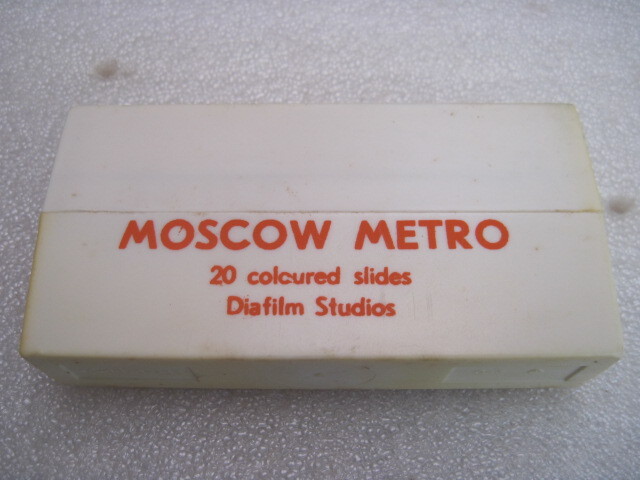 MOSCOW METRO
20 coloured slides
Diafilm Studios